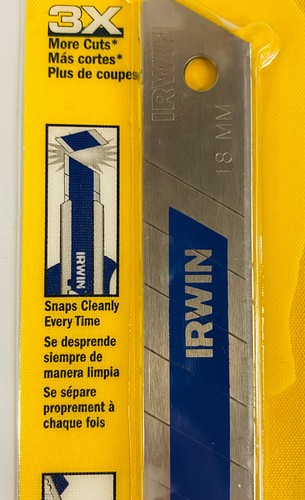 3X
More Cuts*
Más cortes*
Plus de coupes
IRWIN
Snaps Cleanly
Every Time
Se desprende
siempre de
manera limpia
Se sépare
proprement à
chaque fois
IRWIN
18 MM
IRWIN